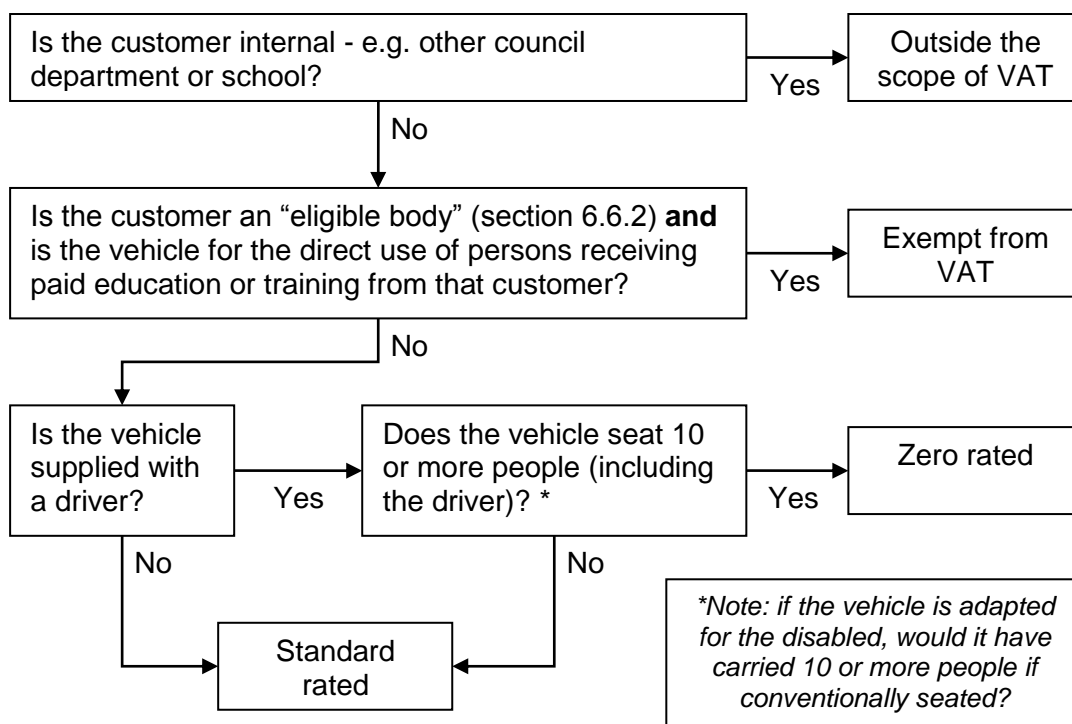 Is the customer internal - e.g. other council
department or school?
Yes
Outside the
scope of VAT
No
Is the customer an “eligible body” (section 6.6.2) and
is the vehicle for the direct use of persons receiving
paid education or training from that customer?
Yes
Exempt from
VAT
No
Is the vehicle
supplied with
a driver?
Yes
Does the vehicle seat 10
or more people (including
the driver)? *
Yes
Zero rated
No
No
Standard
rated
*Note: if the vehicle is adapted
for the disabled, would it have
carried 10 or more people if
conventionally seated?